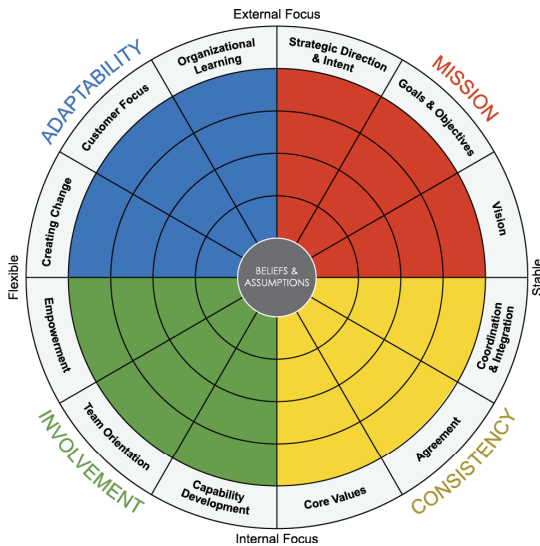 External Focus
ADAPTABILITY
MISSION
Organizational
Learning
Strategic Direction
& Intent
Customer Focus
Goals & Objectives
Creating Change
Vision
Flexible
BELIEFS &
ASSUMPTIONS
Stable
Empowerment
Coordination
& Integration
Team Orientation
Agreement
Capability
Development
Core Values
INVOLVEMENT
CONSISTENCY
Internal Focus